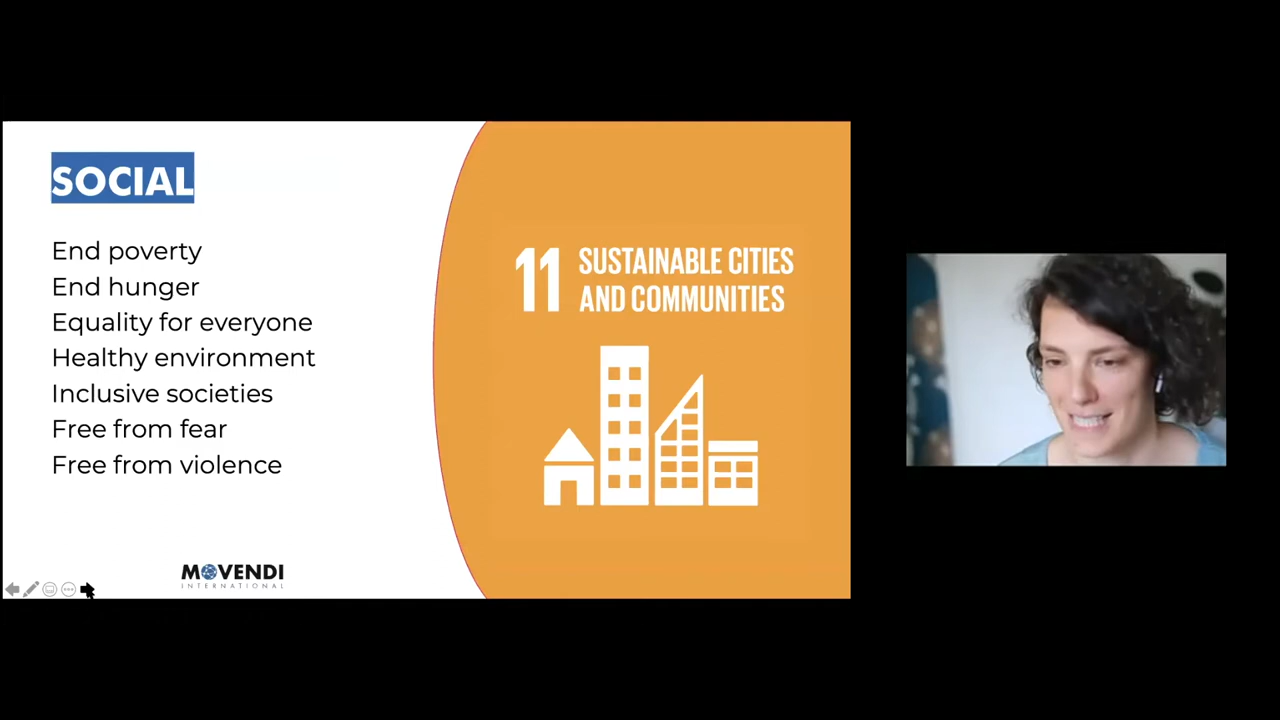 SOCIAL
End poverty
End hunger
Equality for everyone
Healthy environment
Inclusive societies
Free from fear
Free from violence
MOVENDI
INTERNATIONAL
11 SUSTAINABLE CITIES
AND COMMUNITIES